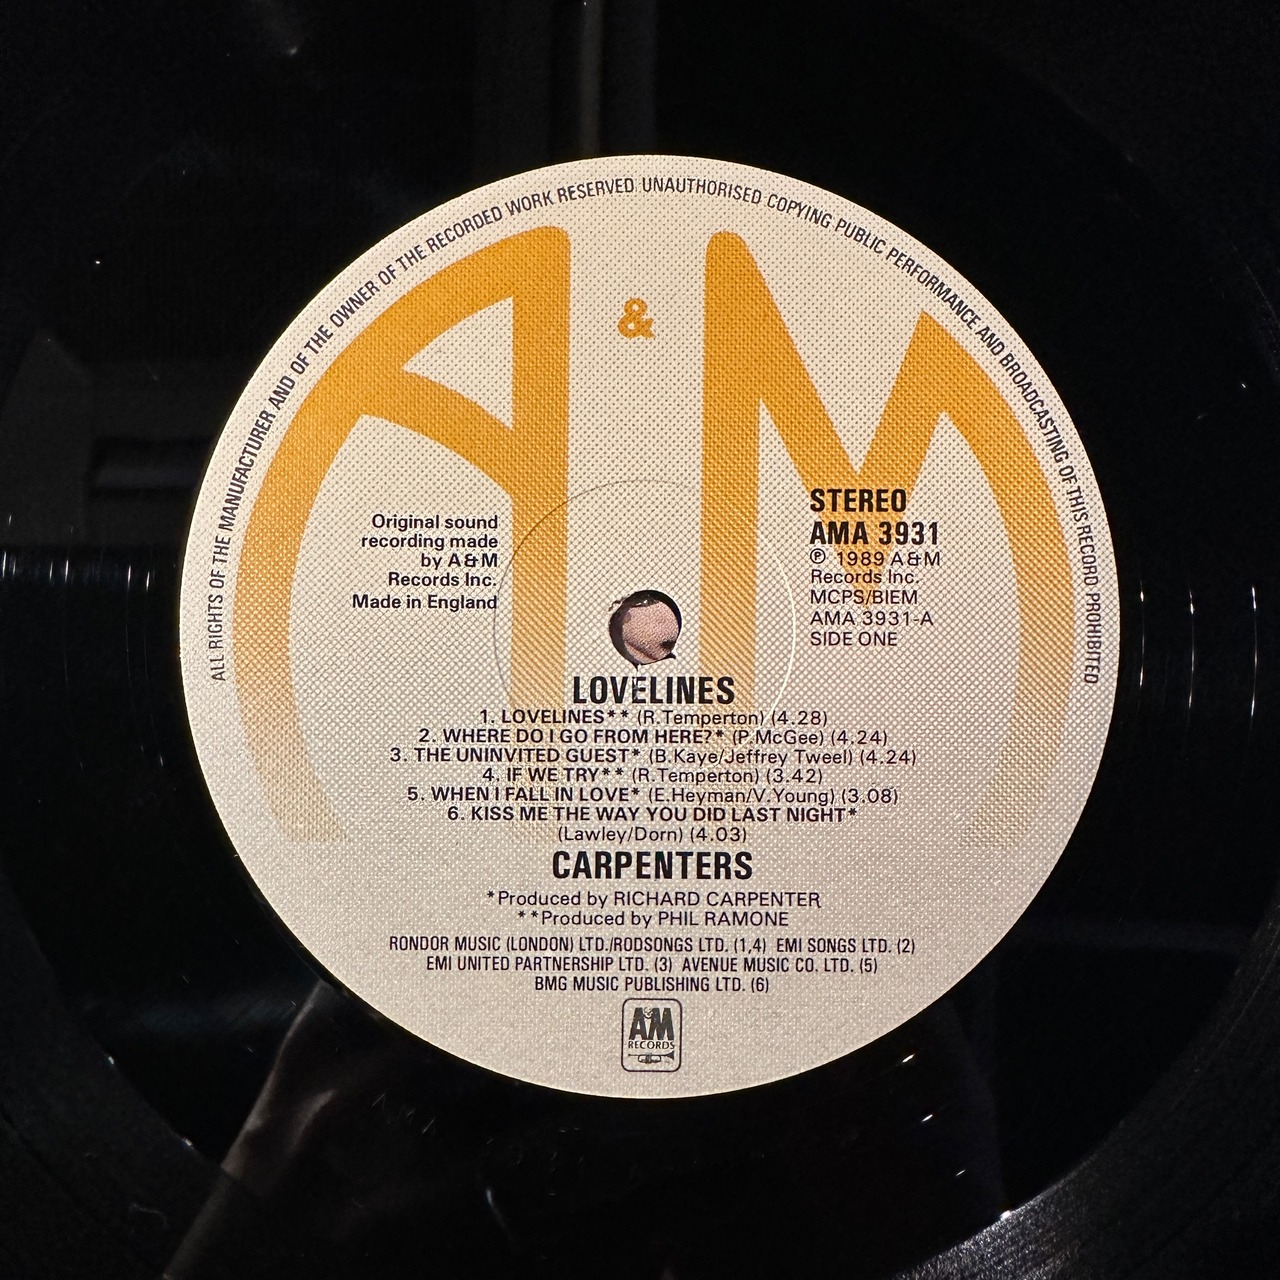 ALL RIGHTS OF THE MANUFACTURER AND OF THE OWNER OF THE RECORDED WORK RESERVED UNAUTHORISED COPYING PUBLIC PERFORMANCE AND BROADCASTING OF THIS RECORD PROHIBITED
A & M
Original sound
recording made
by A&M
Records Inc.
Made in England
STEREO
AMA 3931
℗ 1989 A&M
Records Inc.
MCPS/BIEM
AMA 3931-A
SIDE ONE
LOVELINES
1. LOVELINES** (R.Temperton) (4.28)
2. WHERE DO I GO FROM HERE?* (P.McGee) (4.24)
3. THE UNINVITED GUEST* (B.Kaye/Jeffrey Tweel) (4.24)
4. IF WE TRY** (R.Temperton) (3.42)
5. WHEN I FALL IN LOVE* (E.Heyman/V.Young) (3.08)
6. KISS ME THE WAY YOU DID LAST NIGHT*
(Lawley/Dorn) (4.03)
CARPENTERS
*Produced by RICHARD CARPENTER
**Produced by PHIL RAMONE
RONDOR MUSIC (LONDON) LTD./RODSONGS LTD. (1,4) EMI SONGS LTD. (2)
EMI UNITED PARTNERSHIP LTD. (3) AVENUE MUSIC CO. LTD. (5)
BMG MUSIC PUBLISHING LTD. (6)
A&M
RECORDS